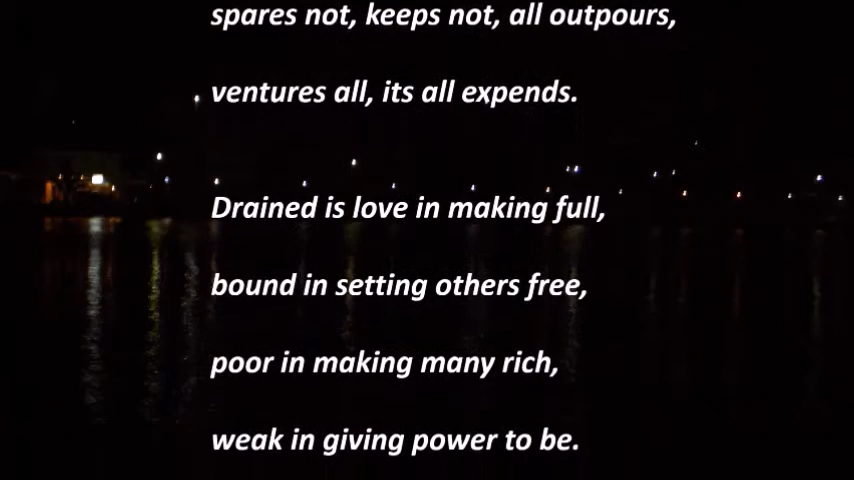 spares not, keeps not, all outpours,
ventures all, its all expends.
Drained is love in making full,
bound in setting others free,
poor in making many rich,
weak in giving power to be.